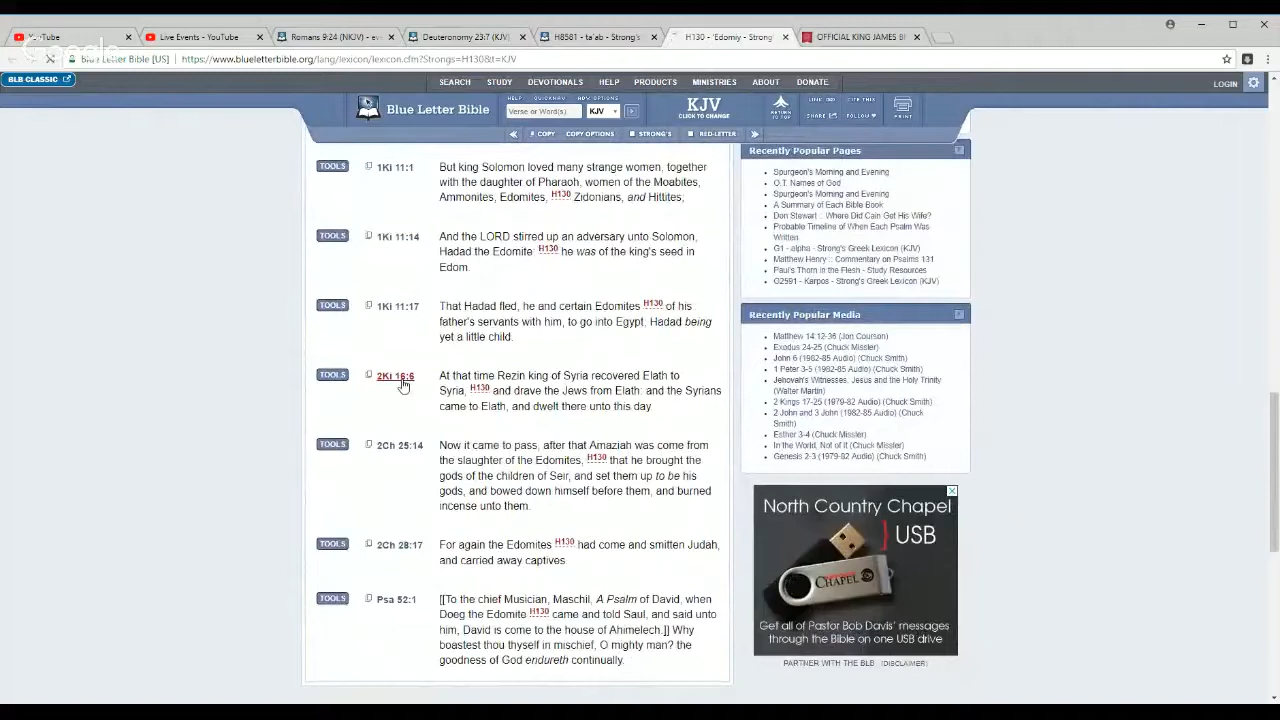 YouTube
Live Events - YouTube
Romans 9:24 (NKJV) - eve
Deuteronomy 23:7 (KJV)
H8581 - ta'ab - Strong's
H130 - 'Edomiy - Strong's
OFFICIAL KING JAMES BI
Google
Blue Letter Bible [US]
https://www.blueletterbible.org/lang/lexicon/lexicon.cfm?Strongs=H130&t=KJV
BLB CLASSIC
SEARCH STUDY DEVOTIONALS HELP PRODUCTS MINISTRIES ABOUT DONATE
LOGIN
Blue Letter Bible
HELP QUICKNAV ADV OPTIONS
Verse or Word(s) KJV
KJV
CLICK TO CHANGE
RETURN TO TOP
LINK
SHARE
CITE THIS
FOLLOW
PRINT
COPY COPY OPTIONS STRONG'S RED-LETTER
TOOLS 1Ki 11:1 But king Solomon loved many strange women, together
with the daughter of Pharaoh, women of the Moabites,
Ammonites, Edomites, H130 Zidonians, and Hittites;
TOOLS 1Ki 11:14 And the LORD stirred up an adversary unto Solomon,
Hadad the Edomite: H130 he was of the king's seed in
Edom.
TOOLS 1Ki 11:17 That Hadad fled, he and certain Edomites H130 of his
father's servants with him, to go into Egypt; Hadad being
yet a little child.
TOOLS 2Ki 16:6 At that time Rezin king of Syria recovered Elath to
Syria, H130 and drave the Jews from Elath: and the Syrians
came to Elath, and dwelt there unto this day
TOOLS 2Ch 25:14 Now it came to pass, after that Amaziah was come from
the slaughter of the Edomites, H130 that he brought the
gods of the children of Seir, and set them up to be his
gods, and bowed down himself before them, and burned
incense unto them.
TOOLS 2Ch 28:17 For again the Edomites H130 had come and smitten Judah,
and carried away captives
TOOLS Psa 52:1 [[To the chief Musician, Maschil, A Psalm of David, when
Doeg the Edomite H130 came and told Saul, and said unto
him, David is come to the house of Ahimelech.]] Why
boastest thou thyself in mischief, O mighty man? the
goodness of God endureth continually.
Recently Popular Pages
Spurgeon's Morning and Evening
O.T. Names of God
Spurgeon's Morning and Evening
A Summary of Each Bible Book
Don Stewart :: Where Did Cain Get His Wife?
Probable Timeline of When Each Psalm Was
Written
G1 - alpha - Strong's Greek Lexicon (KJV)
Matthew Henry :: Commentary on Psalms 131
Paul's Thorn in the Flesh - Study Resources
G2591 - Karpos - Strong's Greek Lexicon (KJV)
Recently Popular Media
Matthew 14:12-36 (Jon Courson)
Exodus 24-25 (Chuck Missler)
John 6 (1982-85 Audio) (Chuck Smith)
1 Peter 3-5 (Chuck Missler)
Jehovah's Witnesses, Jesus and the Holy Trinity
(Walter Martin)
2 Kings 17-25 (1979-82 Audio) (Chuck Smith)
2 John and 3 John (1982-85 Audio) (Chuck
Smith)
Esther 3-4 (Chuck Missler)
In the World, Not of It (Chuck Missler)
Genesis 2-3 (1979-82 Audio) (Chuck Smith)
North Country Chapel
USB
CHAPEL
Get all of Pastor Bob Davis' messages
through the Bible on one USB drive
PARTNER WITH THE BLB (DISCLAIMER)